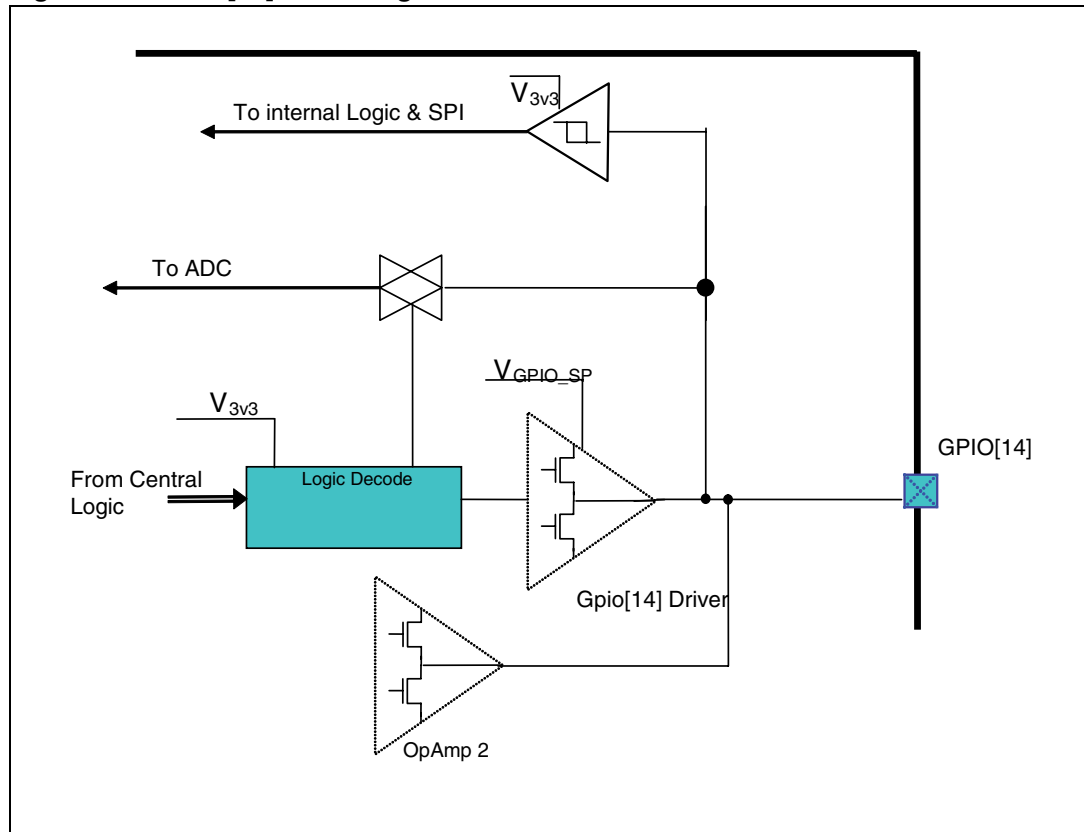 V3v3
To internal Logic & SPI
To ADC
VGPIO_SP
V3v3
GPIO[14]
Logic Decode
From Central
Logic
Gpio[14] Driver
OpAmp 2